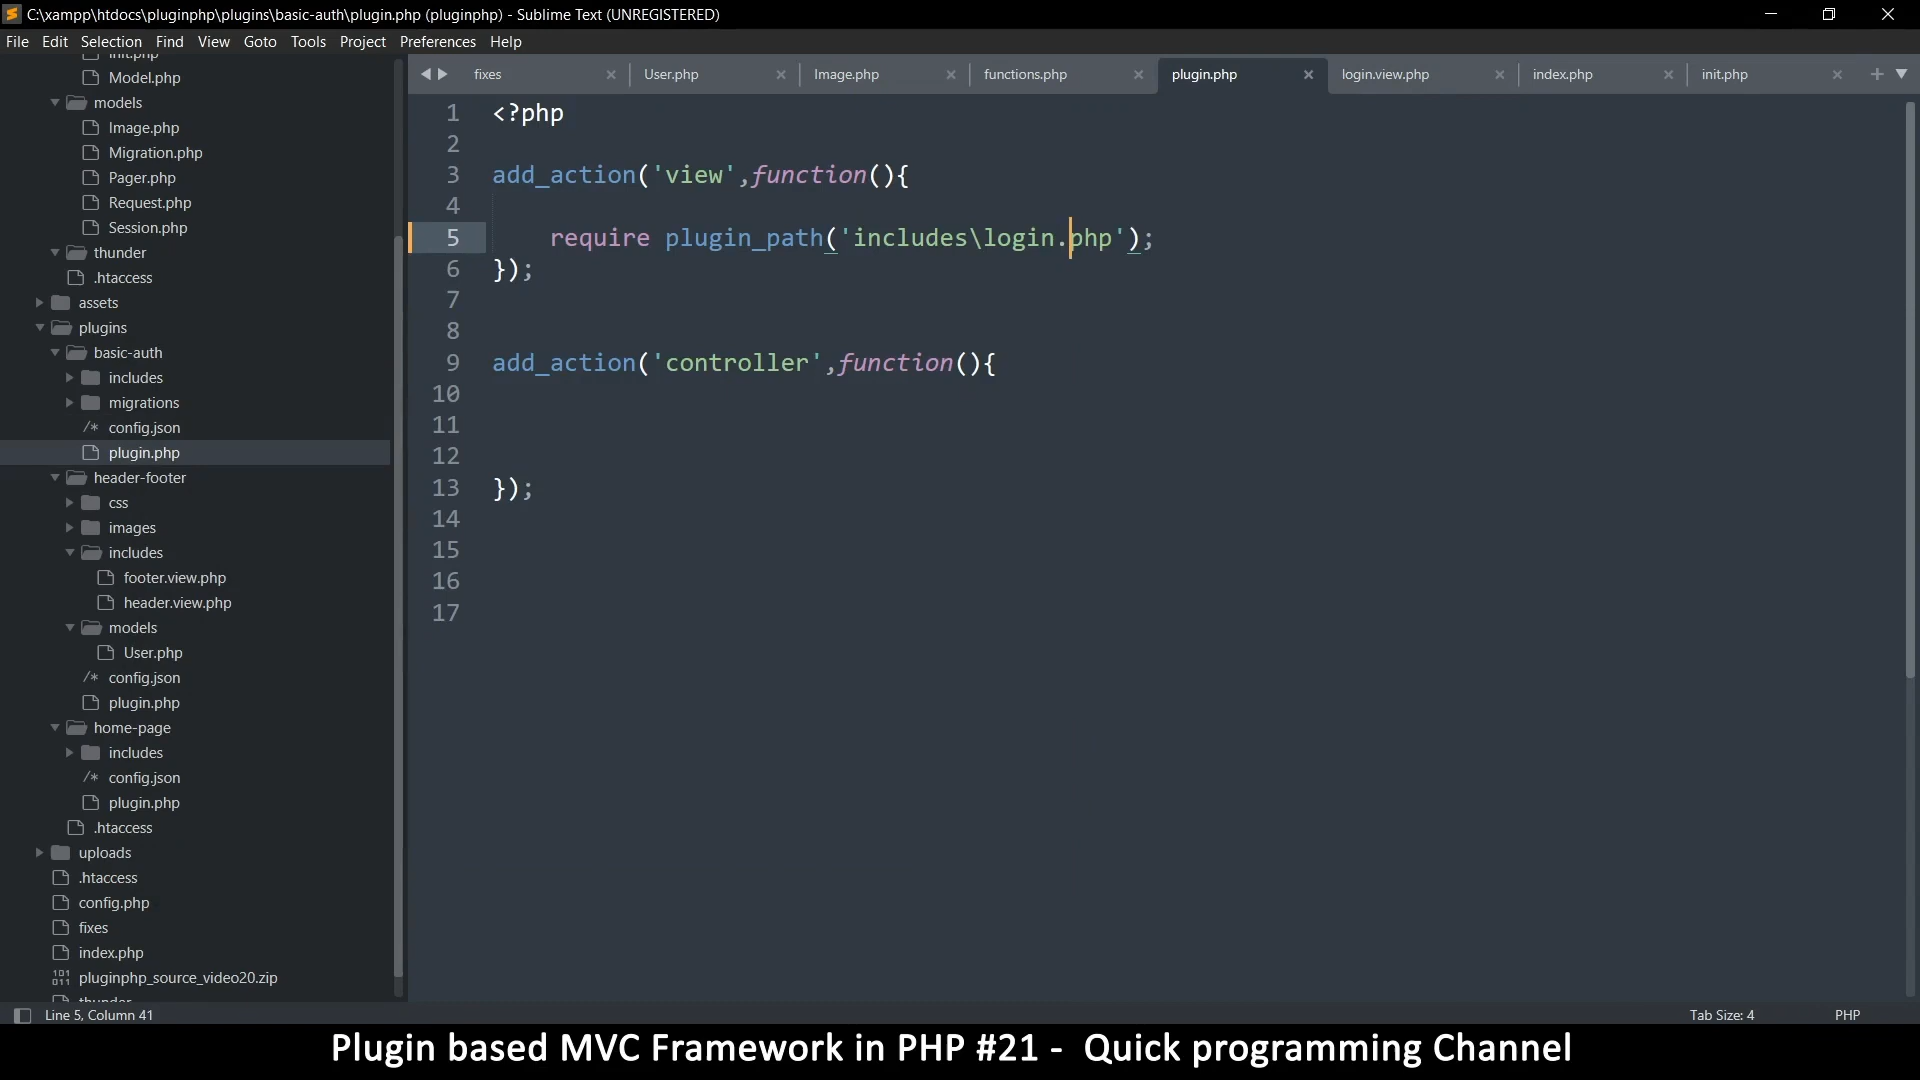 C:\xampp\htdocs\pluginphp\plugins\basic-auth\plugin.php (pluginphp) - Sublime Text (UNREGISTERED)
File Edit Selection Find View Goto Tools Project Preferences Help
init.php
Model.php
models
Image.php
Migration.php
Pager.php
Request.php
Session.php
thunder
.htaccess
assets
plugins
basic-auth
includes
migrations
/* config.json
plugin.php
header-footer
css
images
includes
footer.view.php
header.view.php
models
User.php
/* config.json
plugin.php
home-page
includes
/* config.json
plugin.php
.htaccess
uploads
.htaccess
config.php
fixes
index.php
pluginphp_source_video20.zip
thunder
fixes User.php Image.php functions.php plugin.php login.view.php index.php init.php
1 <?php
2
3 add_action('view',function(){
4
5 require plugin_path('includes\login.php');
6 });
7
8
9 add_action('controller',function(){
10
11
12
13 });
14
15
16
17
Line 5, Column 41 Tab Size: 4 PHP
Plugin based MVC Framework in PHP #21 - Quick programming Channel